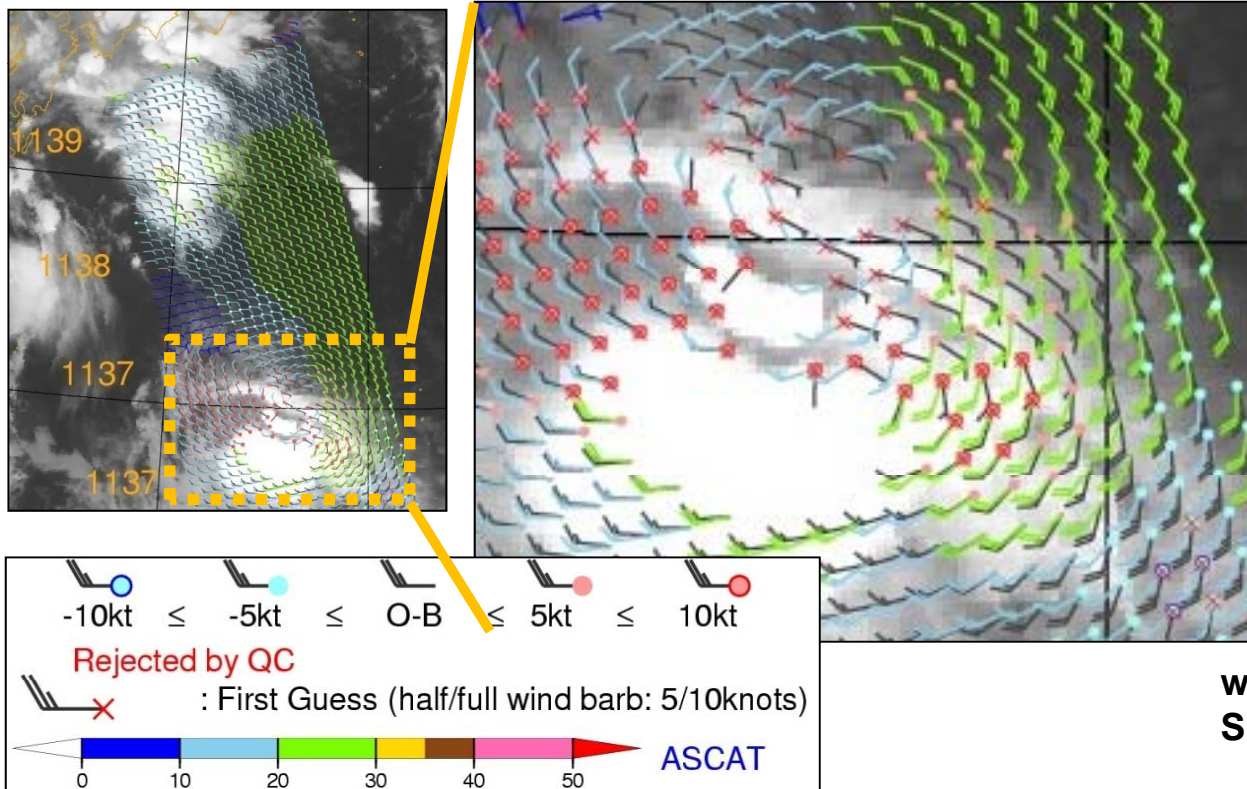 1139
1138
1137
1137
-10kt ≤ -5kt ≤ O-B ≤ 5kt ≤ 10kt
Rejected by QC
: First Guess (half/full wind barb: 5/10knots)
ASCAT
0 10 20 30 40 50
w
S